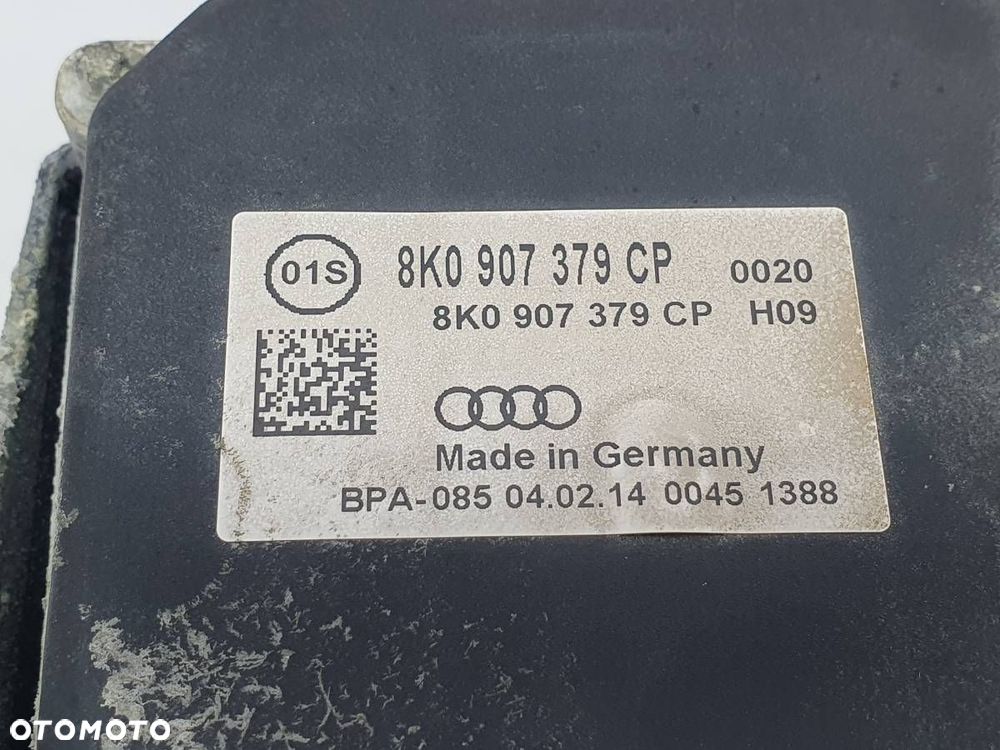 01S
8K0 907 379 CP 0020
8K0 907 379 CP H09
Made in Germany
BPA-085 04.02.14 0045 1388
OTOMOTO